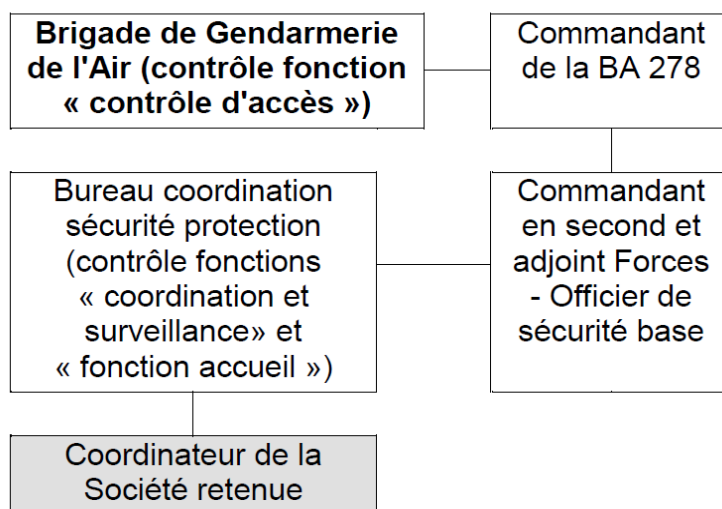 Brigade de Gendarmerie
de l'Air (contrôle fonction
« contrôle d'accès »)
Commandant
de la BA 278
Bureau coordination
sécurité protection
(contrôle fonctions
« coordination et
surveillance» et
« fonction accueil »)
Commandant
en second et
adjoint Forces
- Officier de
sécurité base
Coordinateur de la
Société retenue